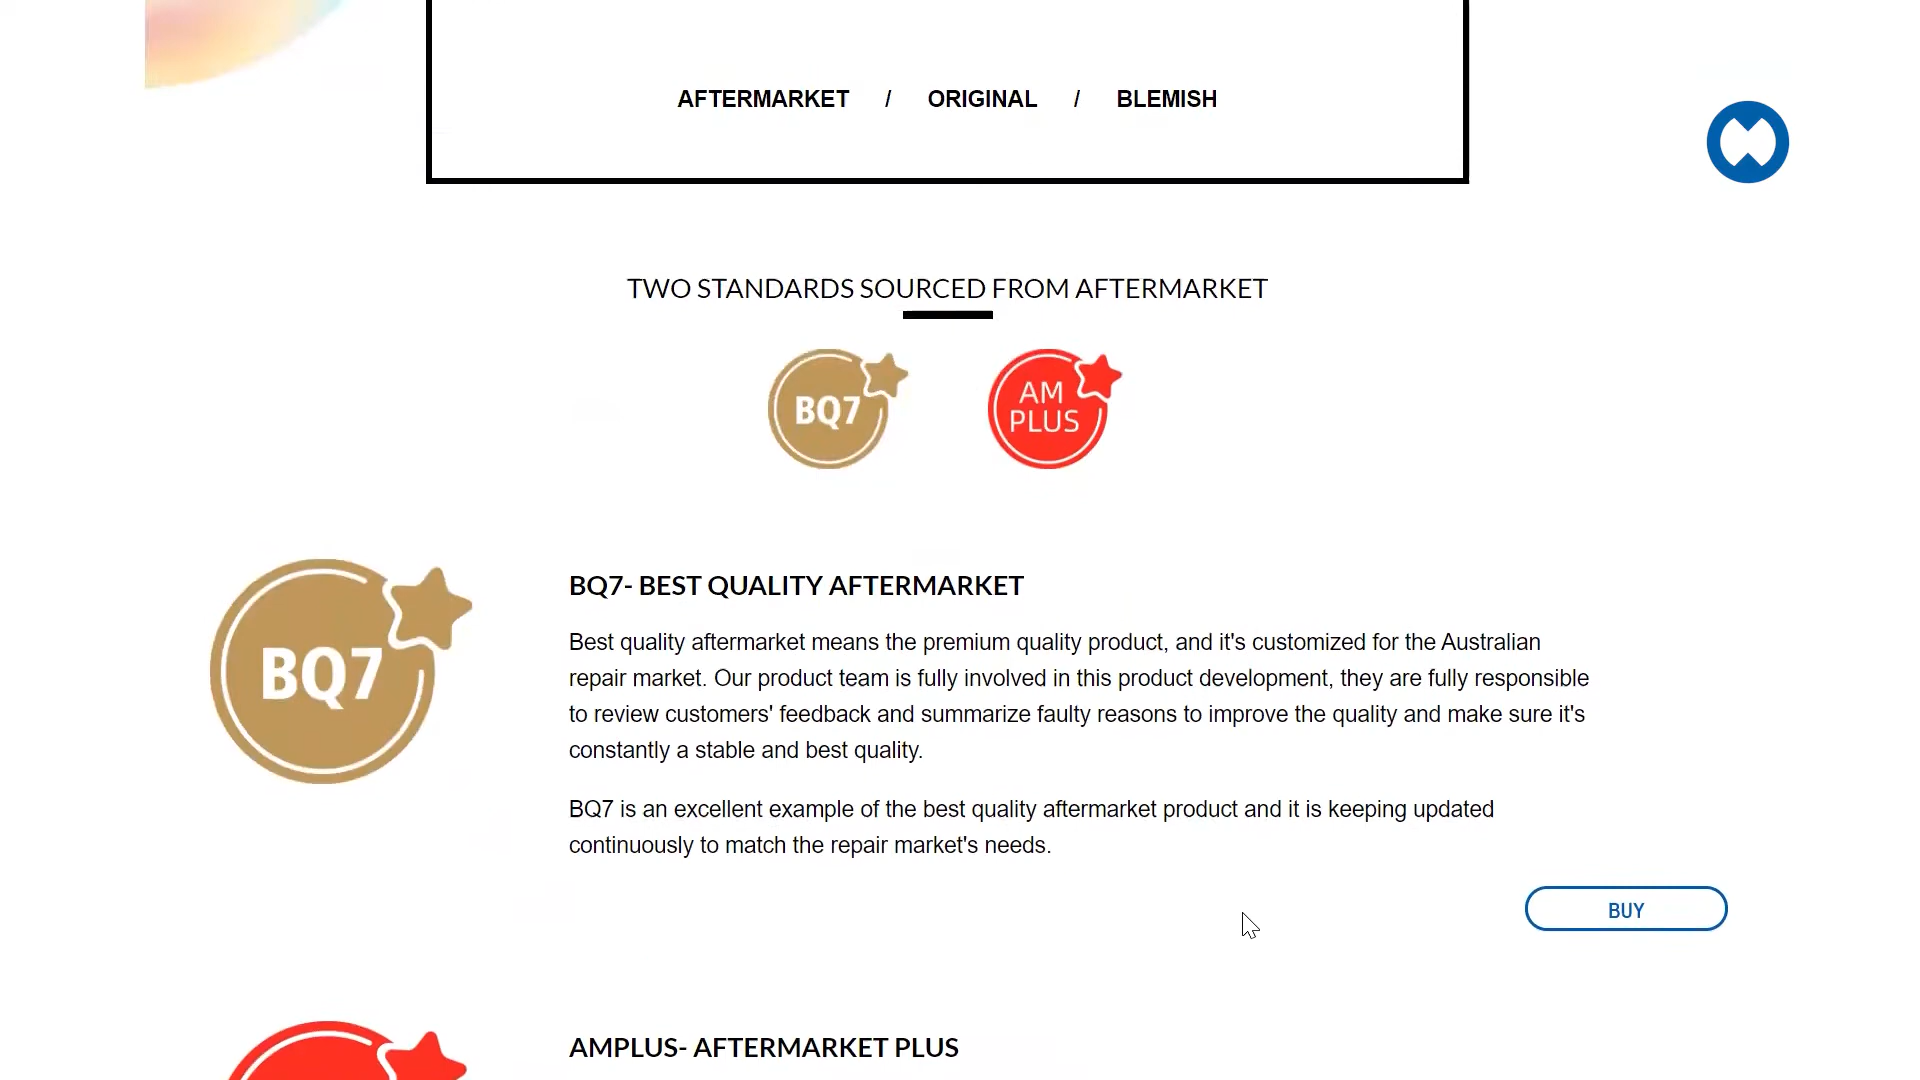 AFTERMARKET / ORIGINAL / BLEMISH
TWO STANDARDS SOURCED FROM AFTERMARKET
BQ7
AM
PLUS
BQ7
BQ7- BEST QUALITY AFTERMARKET
Best quality aftermarket means the premium quality product, and it's customized for the Australian
repair market. Our product team is fully involved in this product development, they are fully responsible
to review customers' feedback and summarize faulty reasons to improve the quality and make sure it's
constantly a stable and best quality.
BQ7 is an excellent example of the best quality aftermarket product and it is keeping updated
continuously to match the repair market's needs.
BUY
AMPLUS- AFTERMARKET PLUS